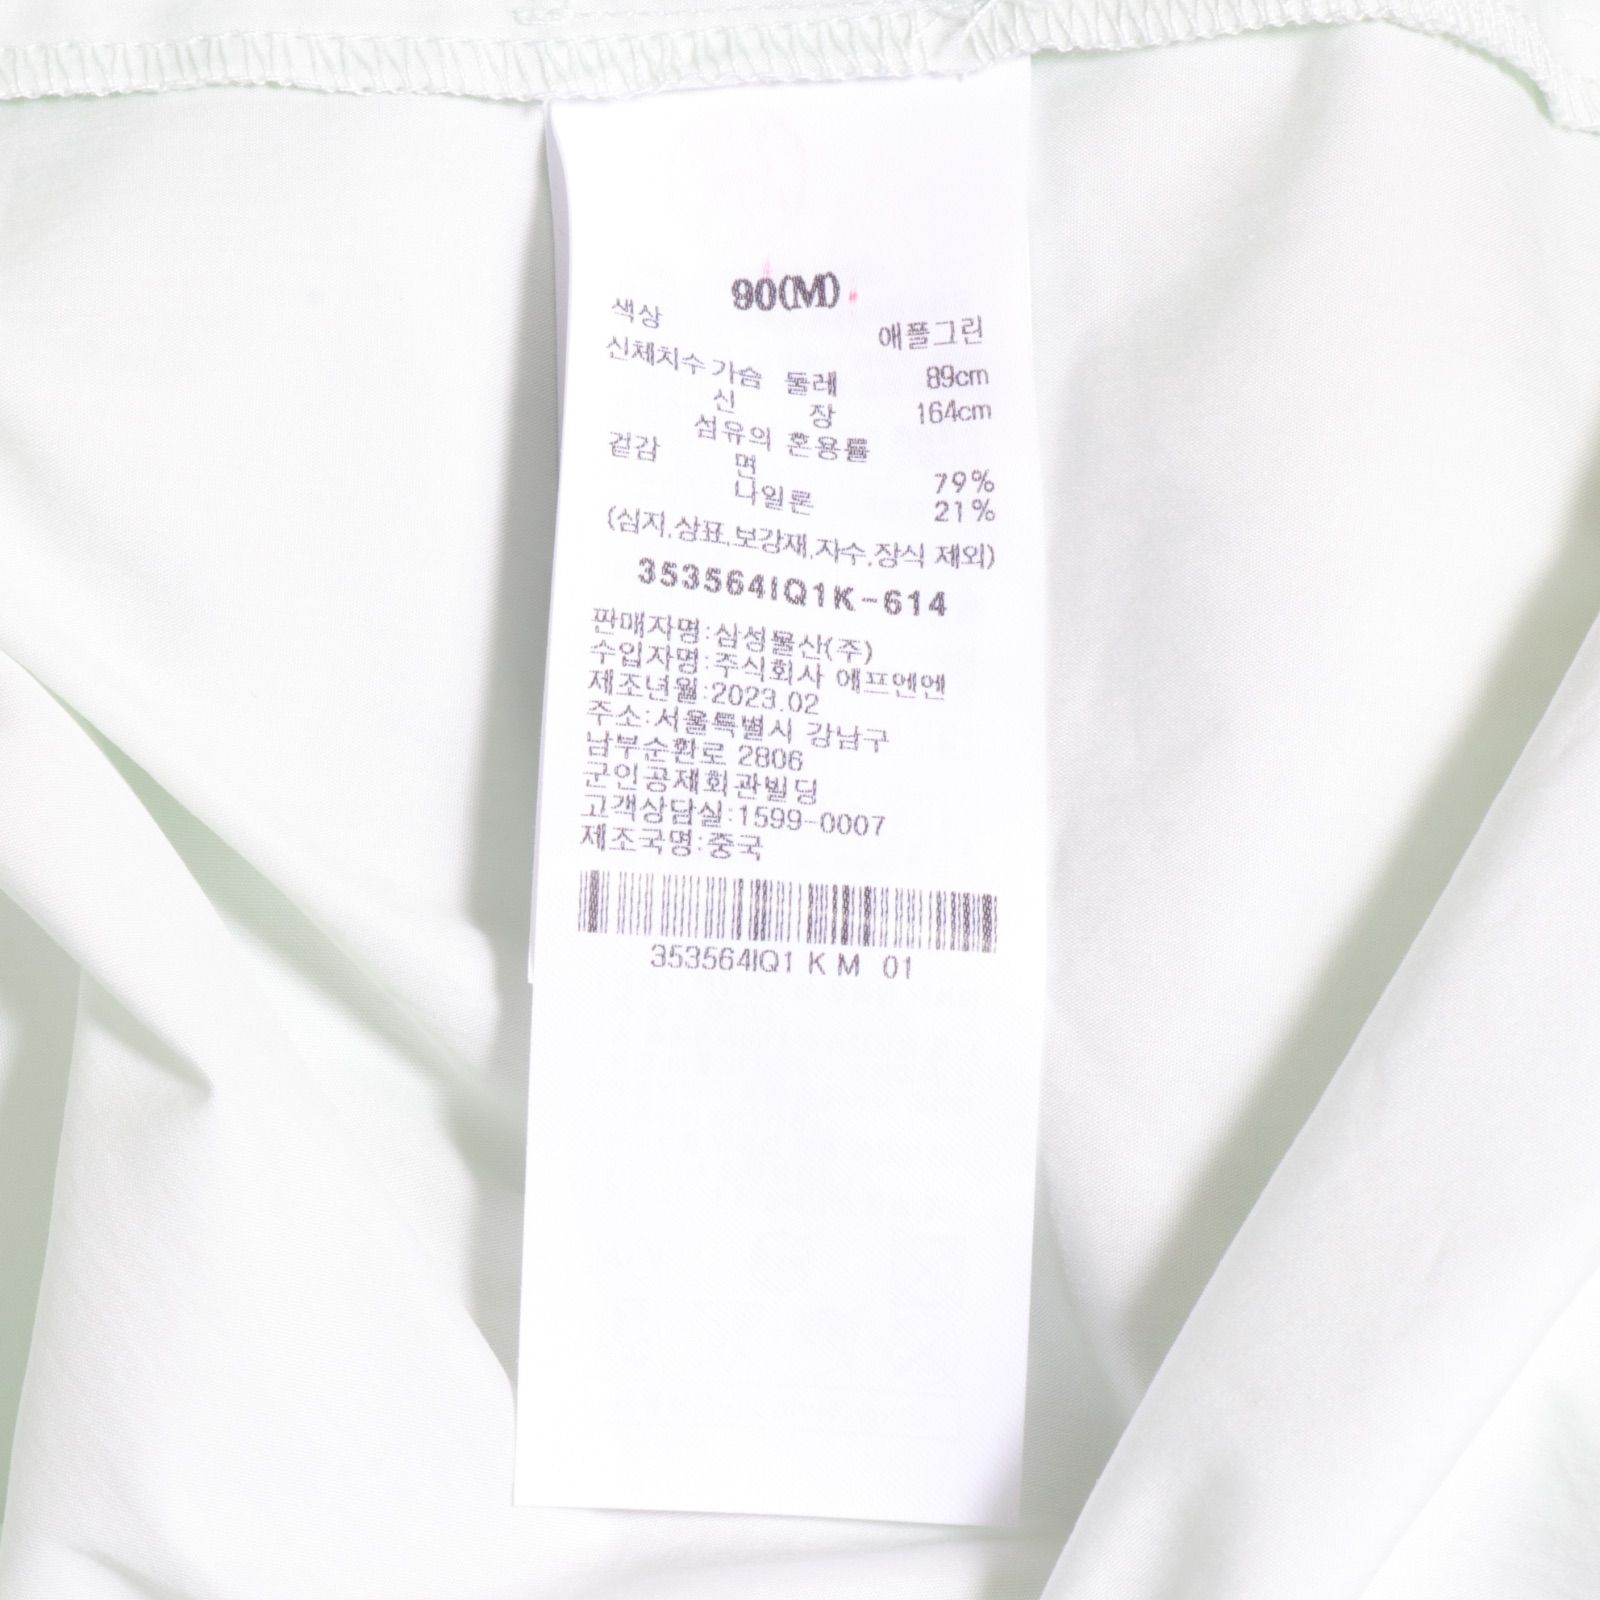 90(M)
색상 애플그린
신체치수 가슴 둘레 89cm
신 장 164cm
섬유의 혼용률
겉감 면 79%
나일론 21%
(심지,상표,보강재,자수,장식 제외)
353564IQ1K-614
판매자명:삼성물산(주)
수입자명:주식회사 에프엔엔
제조년월:2023.02
주소:서울특별시 강남구
남부순환로 2806
군인공제회관빌딩
고객상담실:1599-0007
제조국명:중국
353564IQ1 K M 01